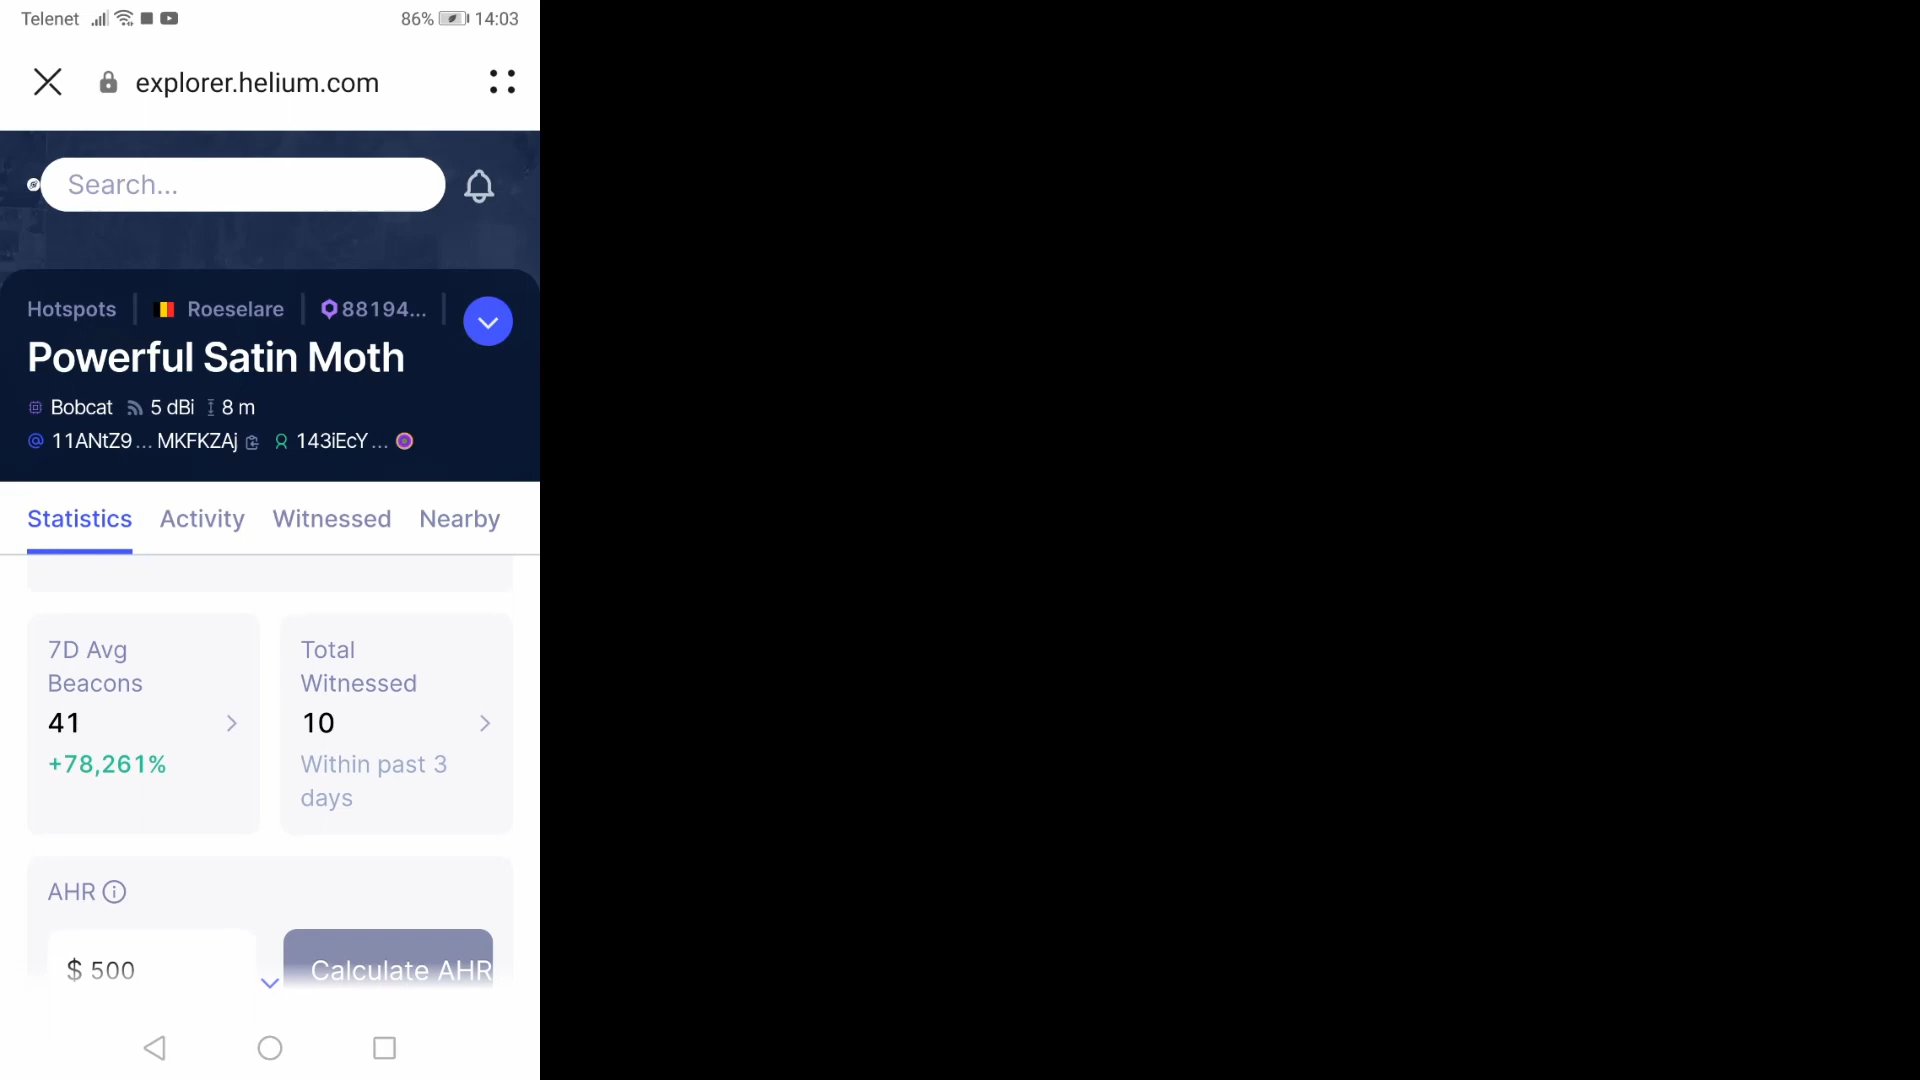 Telenet 86% 14:03
explorer.helium.com
Search...
Hotspots Roeselare 88194...
Powerful Satin Moth
Bobcat 5 dBi 8 m
11ANtZ9... MKFKZAj 143iEcY...
Statistics Activity Witnessed Nearby
7D Avg
Beacons
41
+78,261%
Total
Witnessed
10
Within past 3
days
AHR
$ 500
Calculate AHR